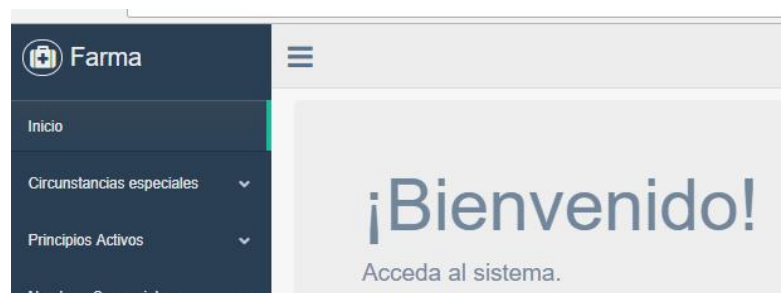 Farma
Inicio
Circunstancias especiales
Principios Activos
¡Bienvenido!
Acceda al sistema.